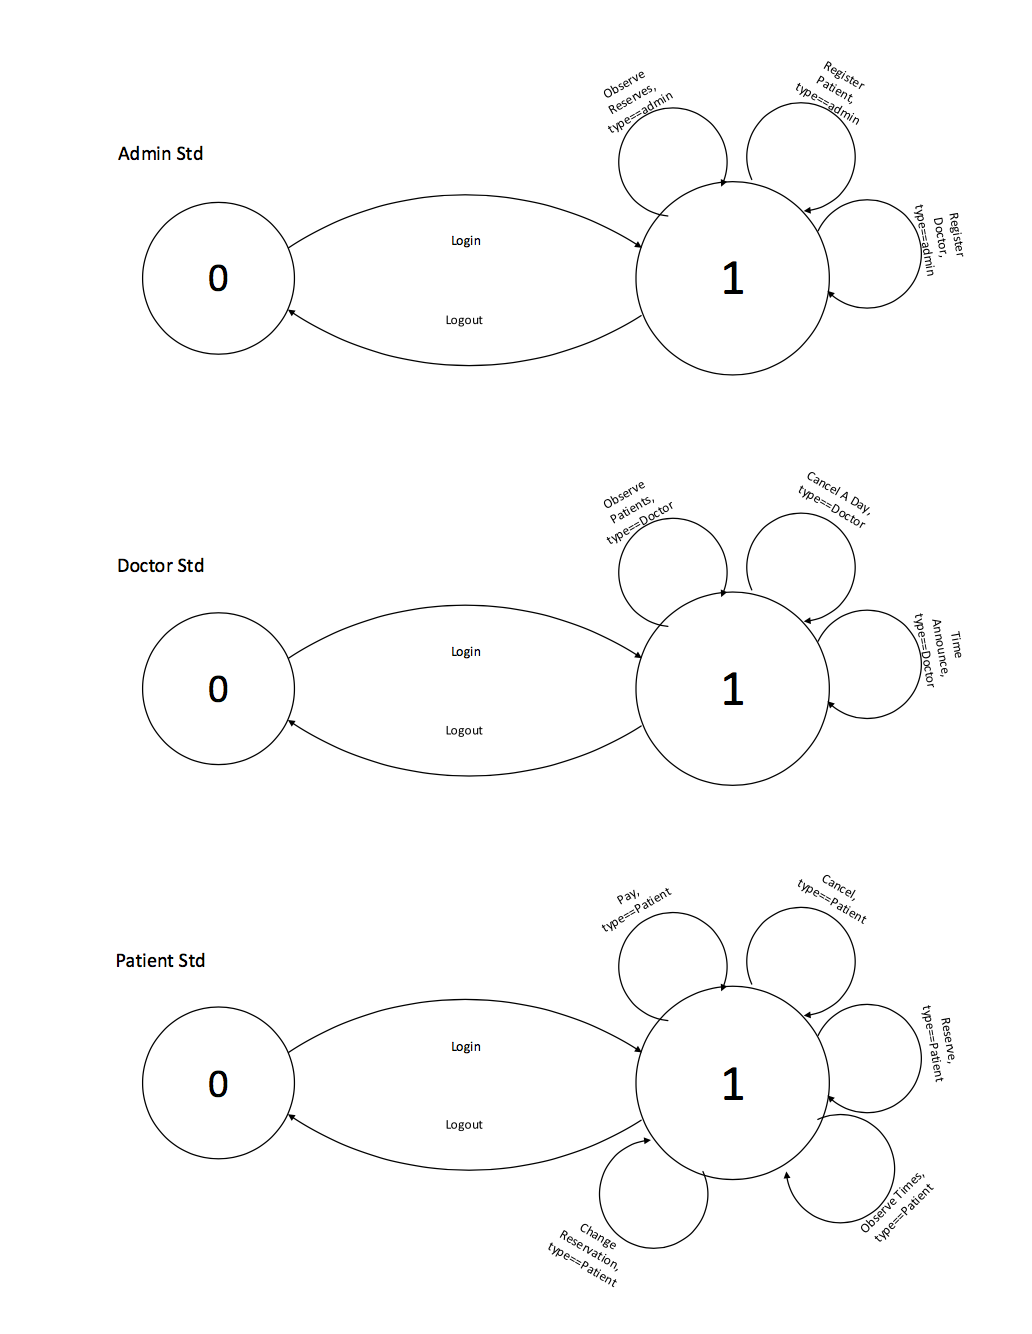 Admin Std
Observe
Reserves,
type==admin
Register
Patient,
type==admin
Register
Doctor,
type==admin
0
Login
Logout
1
Doctor Std
Observe
Patients,
type==Doctor
Cancel A Day,
type==Doctor
Time
Announce,
type==Doctor
0
Login
Logout
1
Patient Std
Pay,
type==Patient
Cancel,
type==Patient
Reserve,
type==Patient
0
Login
Logout
1
Observe Times,
type==Patient
Change
Reservation,
type==Patient